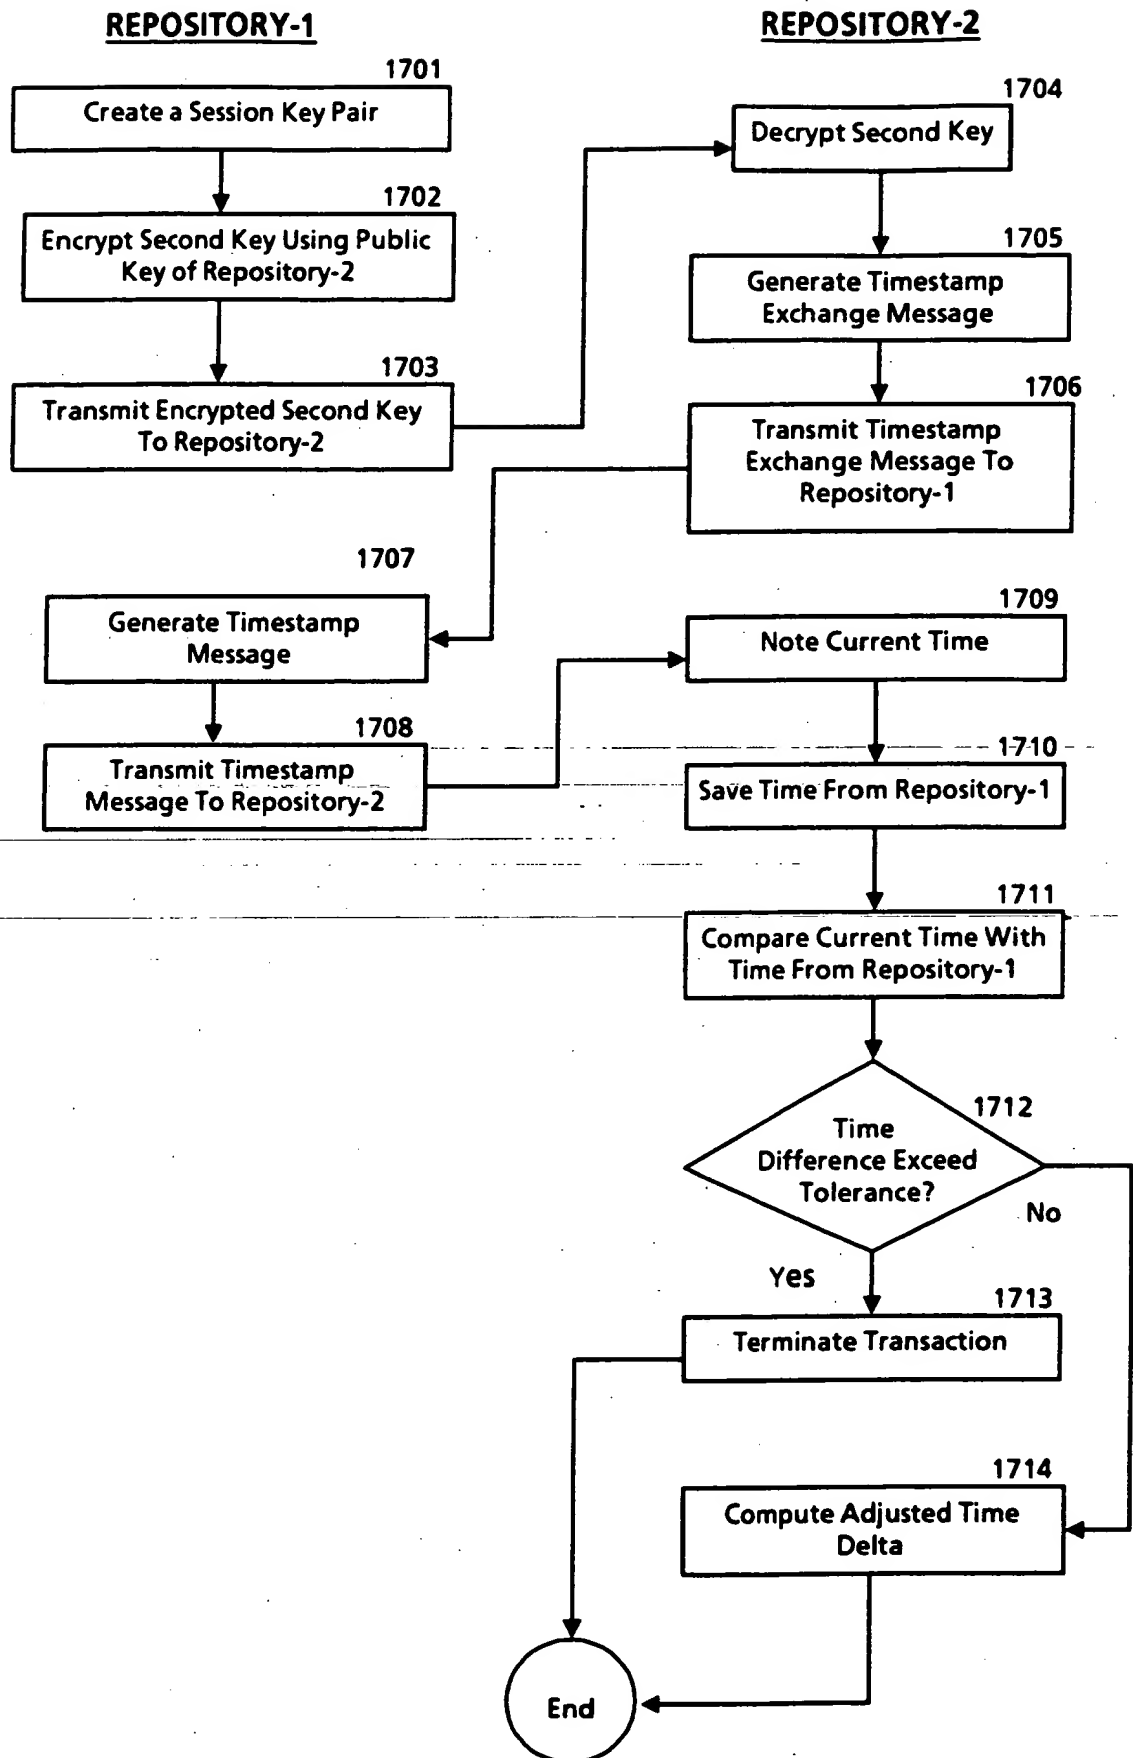 REPOSITORY-1
REPOSITORY-2
1701
Create a Session Key Pair
1702
Encrypt Second Key Using Public
Key of Repository-2
1703
Transmit Encrypted Second Key
To Repository-2
1704
Decrypt Second Key
1705
Generate Timestamp
Exchange Message
1706
Transmit Timestamp
Exchange Message To
Repository-1
1707
Generate Timestamp
Message
1708
Transmit Timestamp
Message To Repository-2
1709
Note Current Time
1710
Save Time From Repository-1
1711
Compare Current Time With
Time From Repository-1
1712
Time
Difference Exceed
Tolerance?
No
Yes
1713
Terminate Transaction
1714
Compute Adjusted Time
Delta
End